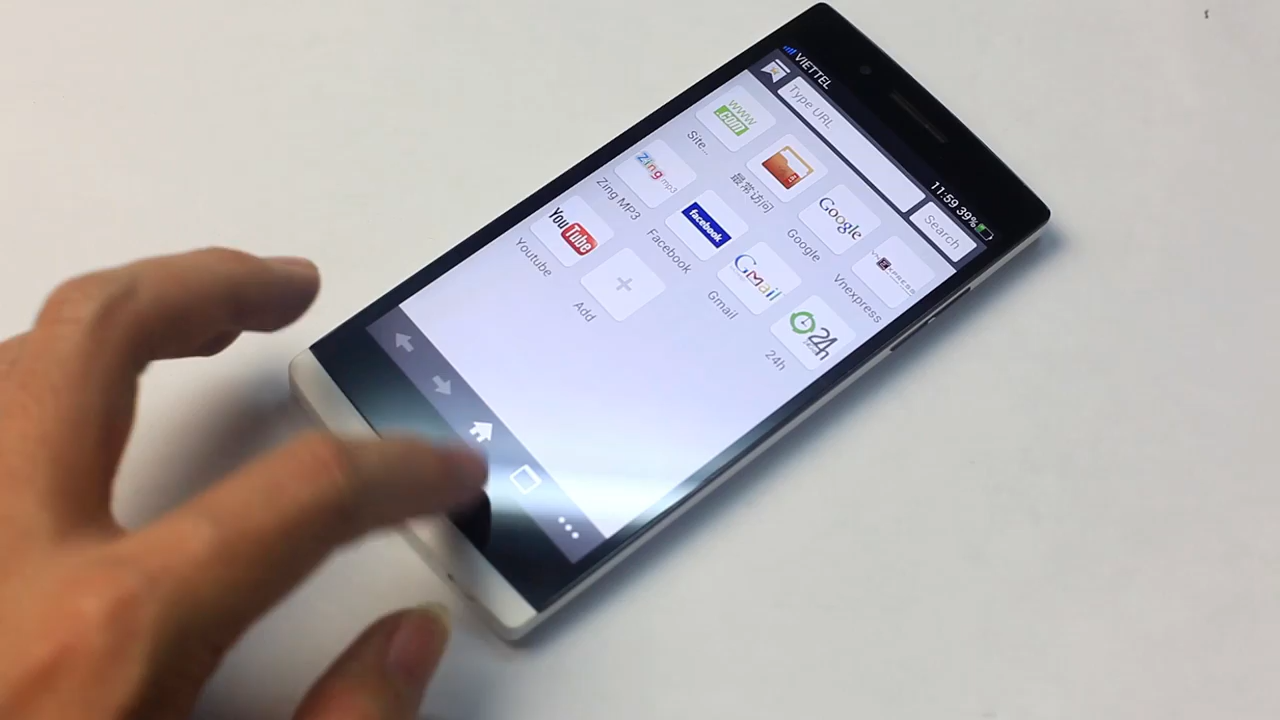 VIETTEL
11:59 39%
Type URL
Search
www
.com
Site...
最常访问
Google
Google
VNEXPRESS
Vnexpress
Zing mp3
Zing MP3
facebook
Facebook
GMail
Gmail
24h
24h
YouTube
Youtube
Add